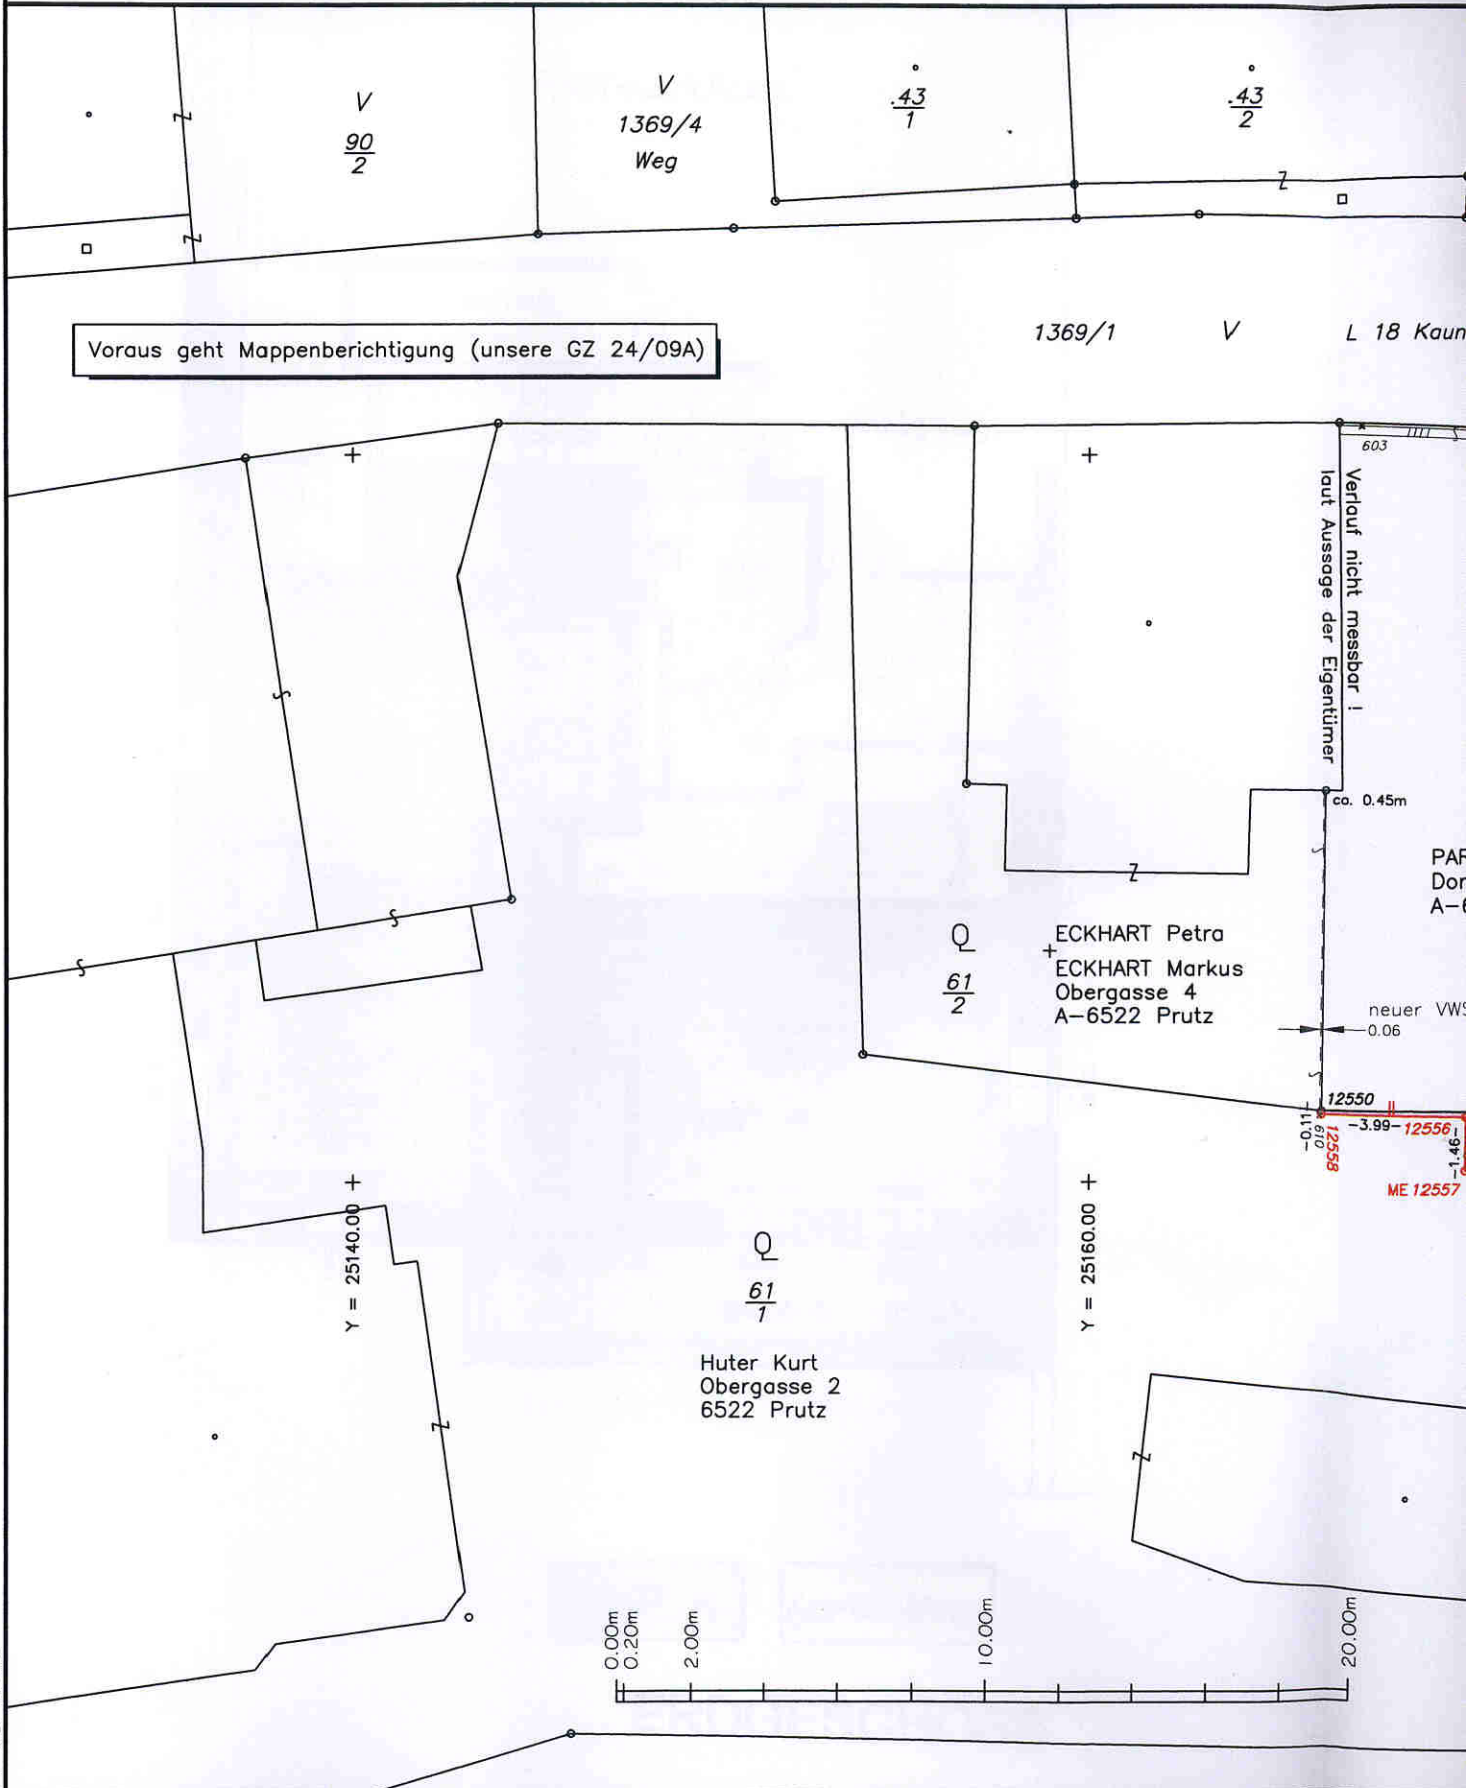 V
90
2
V
1369/4
Weg
.43
1
.43
2
Voraus geht Mappenberichtigung (unsere GZ 24/09A)
1369/1 V L 18 Kaun
603
Verlauf nicht messbar !
laut Aussage der Eigentümer
ca. 0.45m
PAR
Dor
A-6
61
2
ECKHART Petra
ECKHART Markus
Obergasse 4
A-6522 Prutz
neuer VWS
0.06
12550
-0.11-
610
12558
-3.99-
12556
-1.46-
ME 12557
Y = 25140.00
Y = 25160.00
61
1
Huter Kurt
Obergasse 2
6522 Prutz
0.00m
0.20m
2.00m
10.00m
20.00m